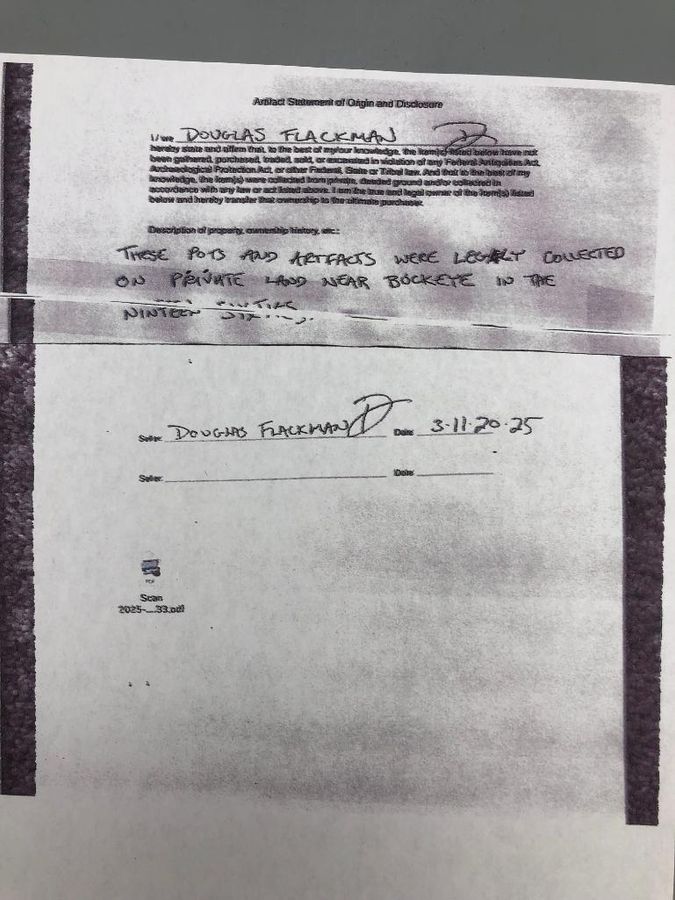 Artifact Statement of Origin and Disclosure
I/we DOUGLAS FLACKMAN
hereby state and affirm that, to the best of my/our knowledge, the item(s) listed below have not
been gathered, purchased, traded, sold, or excavated in violation of any Federal Antiquities Act,
Archaeological Protection Act, or other Federal, State or Tribal law. And that to the best of my
knowledge, the item(s) were collected from private, deeded ground and/or collected in
accordance with any law or act listed above. I am the true and legal owner of the item(s) listed
below and hereby transfer that ownership to the ultimate purchaser.
Description of property, ownership history, etc.:
THESE POTS AND ARTIFACTS WERE LEGALLY COLLECTED
ON PRIVATE LAND NEAR BUCKEYE IN THE
NINTEEN
Seller: DOUGLAS FLACKMAN Date: 3-11-20-25
Seller: Date:
PDF
Scan
2025-...33.pdf